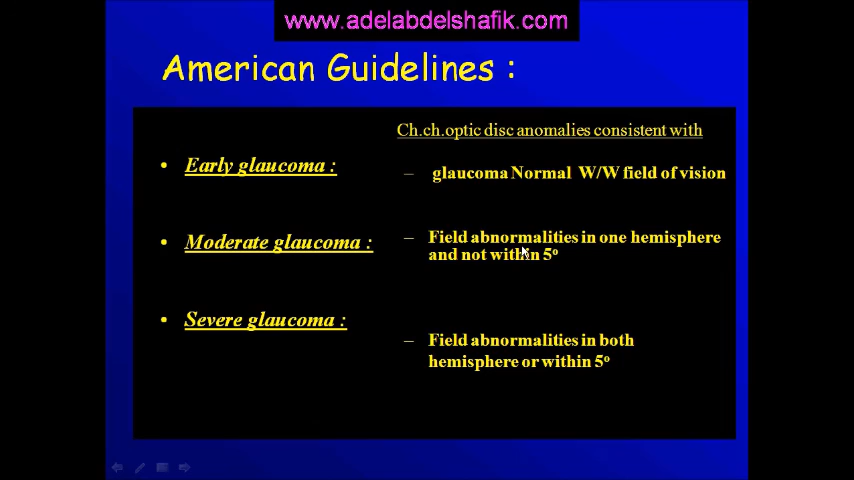 www.adelabdelshafik.com
American Guidelines :
Ch.ch.optic disc anomalies consistent with
• Early glaucoma :
– glaucoma Normal W/W field of vision
• Moderate glaucoma :
– Field abnormalities in one hemisphere
and not within 5º
• Severe glaucoma :
– Field abnormalities in both
hemisphere or within 5º